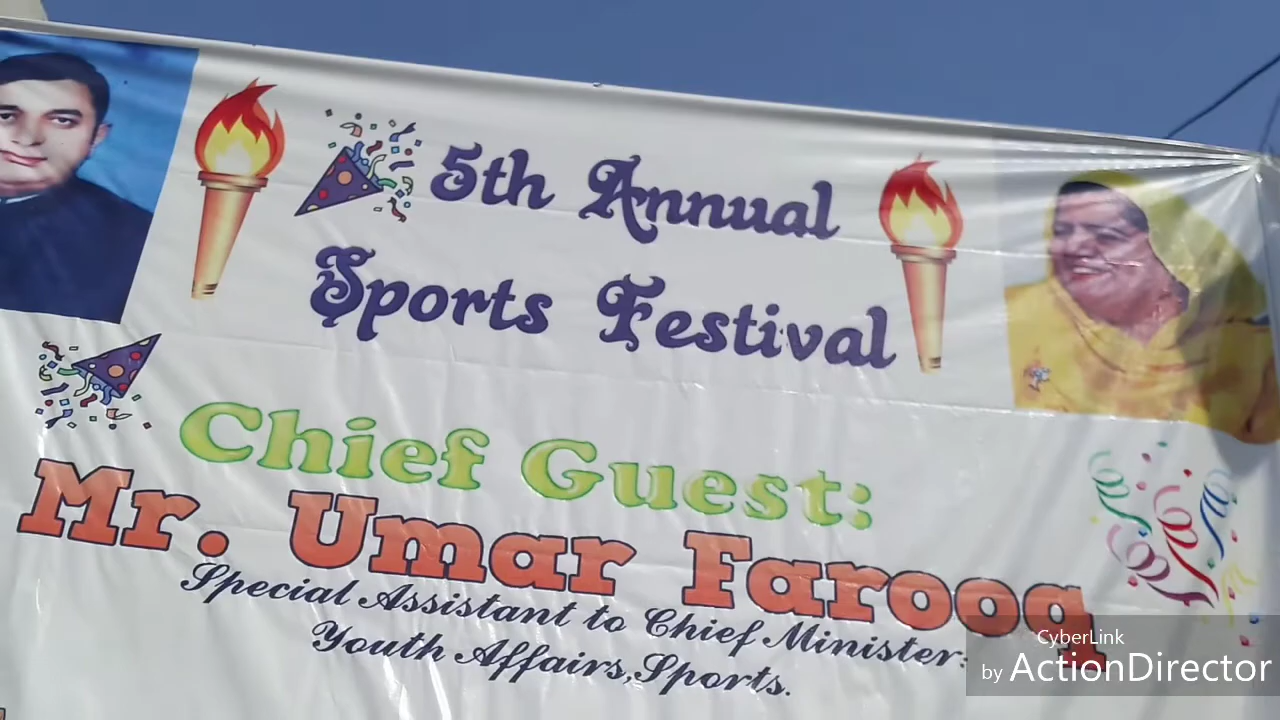 5th Annual
Sports Festival
Chief Guest:
Mr. Umar Farooq
Special Assistant to Chief Minister:
Youth Affairs,Sports.
CyberLink
by ActionDirector